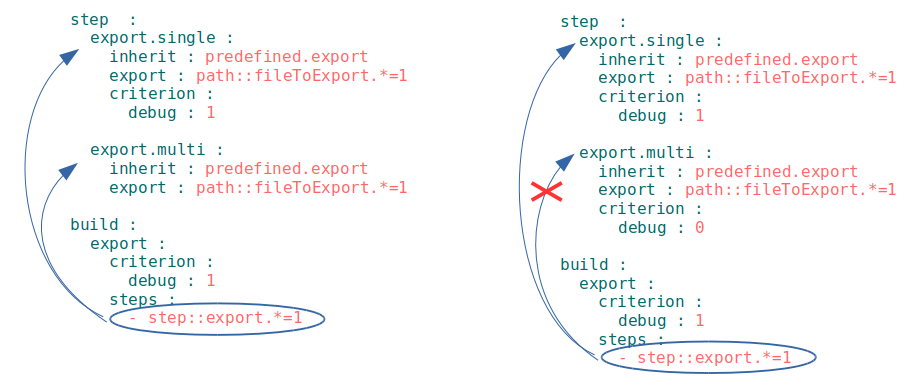 step  :
  export.single :
    inherit : predefined.export
    export : path::fileToExport.*=1
    criterion :
      debug : 1
  export.multi :
    inherit : predefined.export
    export : path::fileToExport.*=1
build :
  export :
    criterion :
      debug : 1
    steps :
      - step::export.*=1
step  :
  export.single :
    inherit : predefined.export
    export : path::fileToExport.*=1
    criterion :
      debug : 1
  export.multi :
    inherit : predefined.export
    export : path::fileToExport.*=1
    criterion :
      debug : 0
build :
  export :
    criterion :
      debug : 1
    steps :
      - step::export.*=1